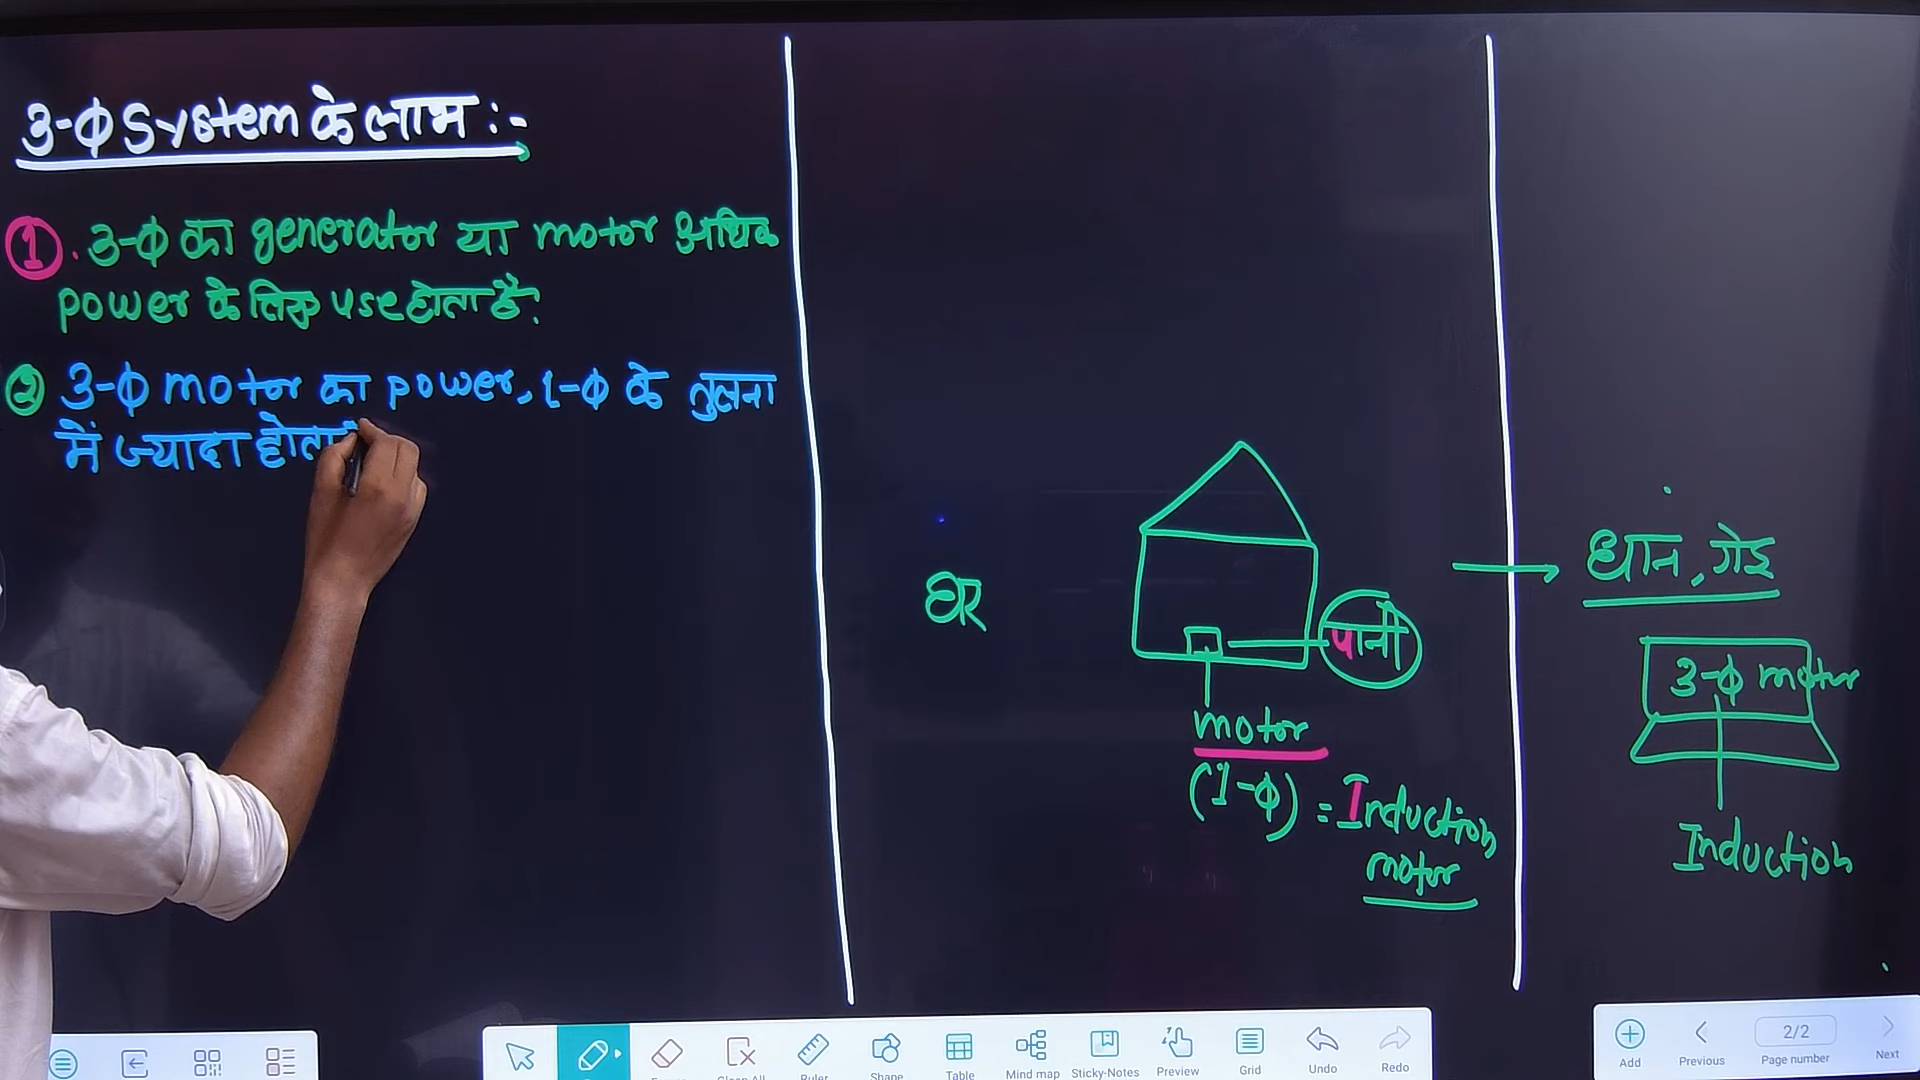 3-ϕ System के लाभ :-
①. 3-ϕ का generator या motor अधिक
power के लिए use होता है।
② 3-ϕ motor का power, 1-ϕ के तुलना
में ज्यादा होता
घर
पानी
motor
(1-ϕ) = Induction
motor
धान, गेहू
3-ϕ motor
Induction
Clean All
Ruler
Shape
Table
Mind map
Sticky-Notes
Preview
Grid
Undo
Redo
Add
Previous
2/2
Page number
Next